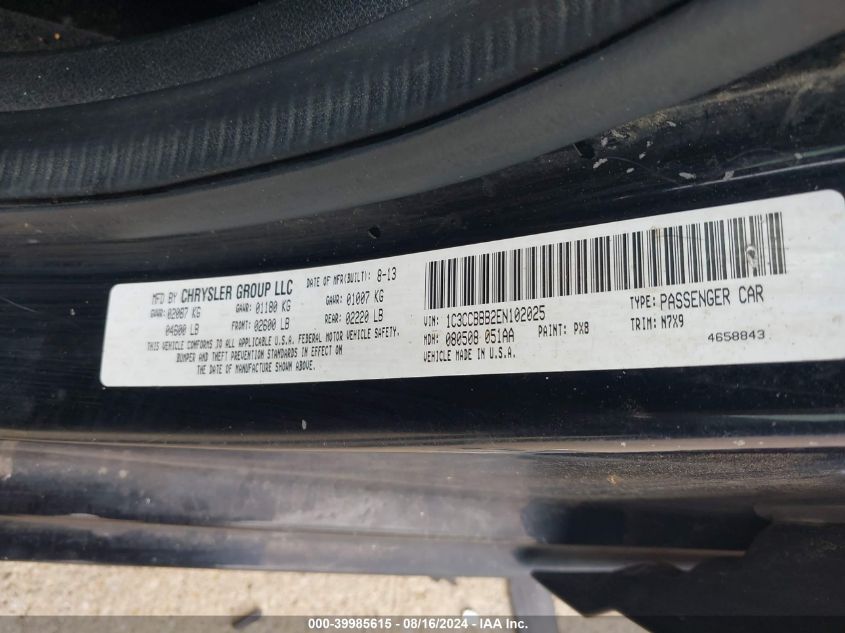 MFD BY CHRYSLER GROUP LLC DATE OF MFR(BUILT): 8-13
GVWR: 02087 KG GAWR: 01180 KG GAWR: 01007 KG
04600 LB FRONT: 02600 LB REAR: 02220 LB
THIS VEHICLE CONFORMS TO ALL APPLICABLE U.S.A. FEDERAL MOTOR VEHICLE SAFETY,
BUMPER AND THEFT PREVENTION STANDARDS IN EFFECT ON
THE DATE OF MANUFACTURE SHOWN ABOVE.
VIN: 1C3CCBBB2EN102025 TYPE: PASSENGER CAR
MDH: 080508 051AA PAINT: PX8 TRIM: N7X9
VEHICLE MADE IN U.S.A. 4658843
000-39985615 - 08/16/2024 - IAA Inc.